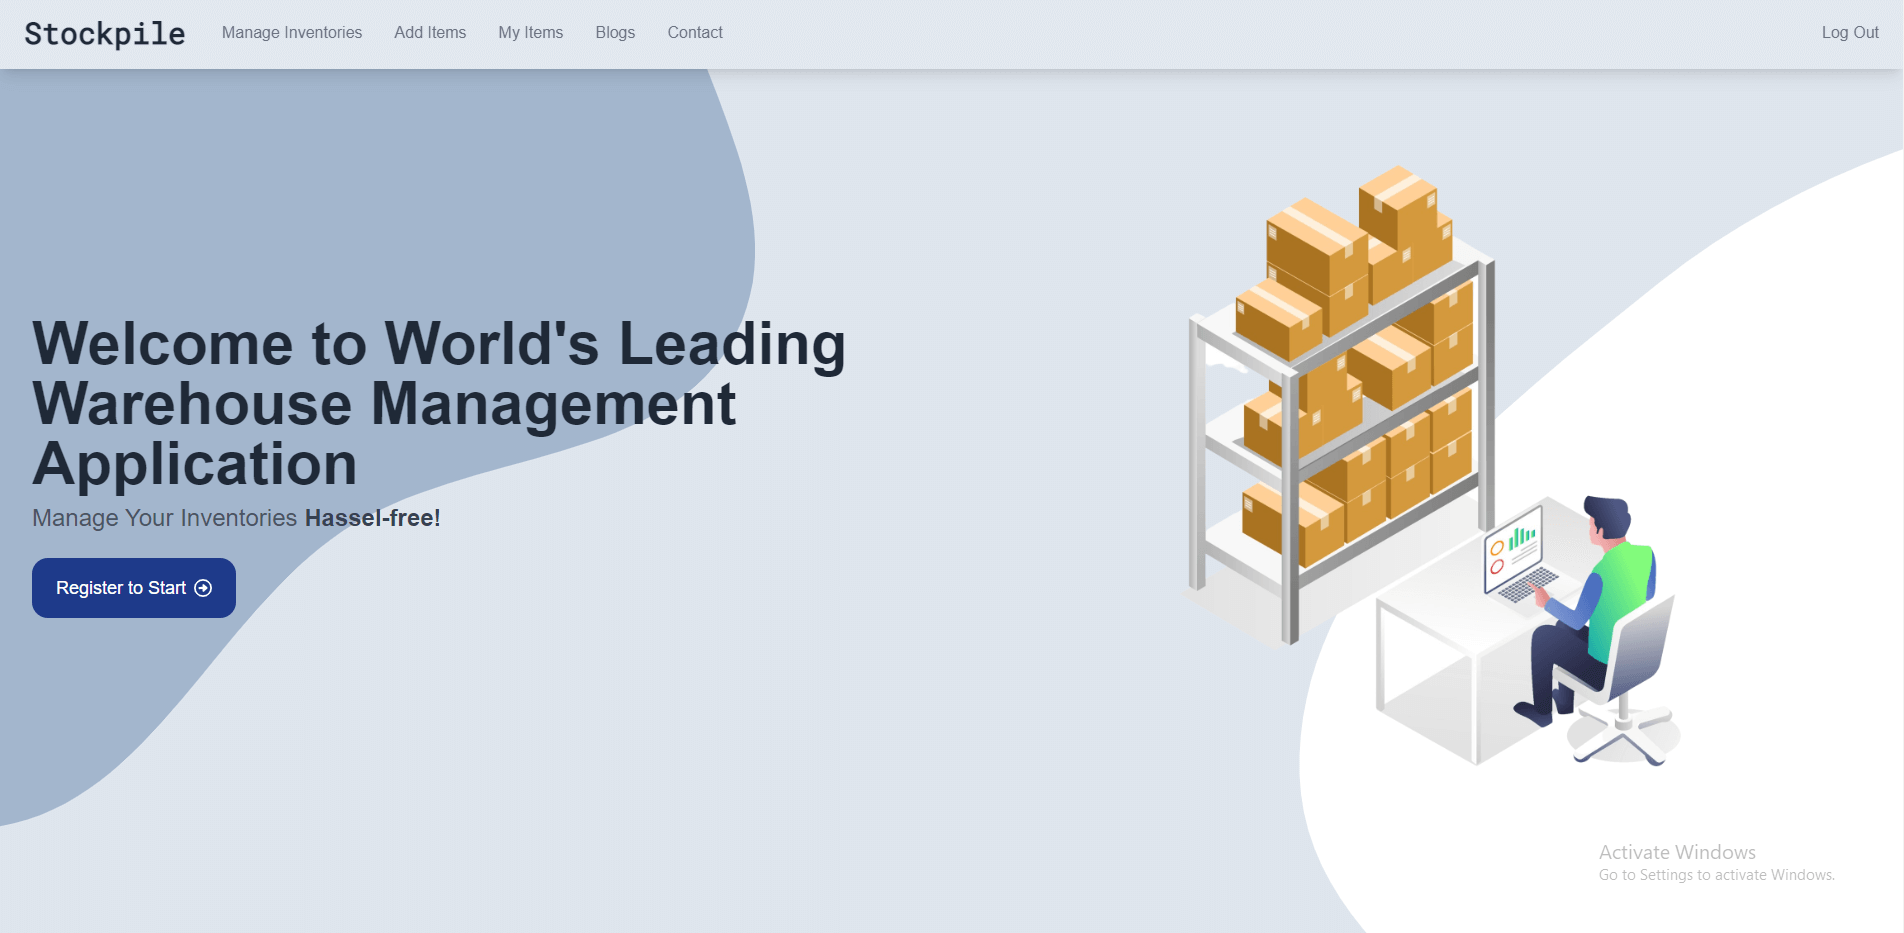 Stockpile
Manage Inventories
Add Items
My Items
Blogs
Contact
Log Out
Welcome to World's Leading
Warehouse Management
Application
Manage Your Inventories Hassel-free!
Register to Start
Activate Windows
Go to Settings to activate Windows.